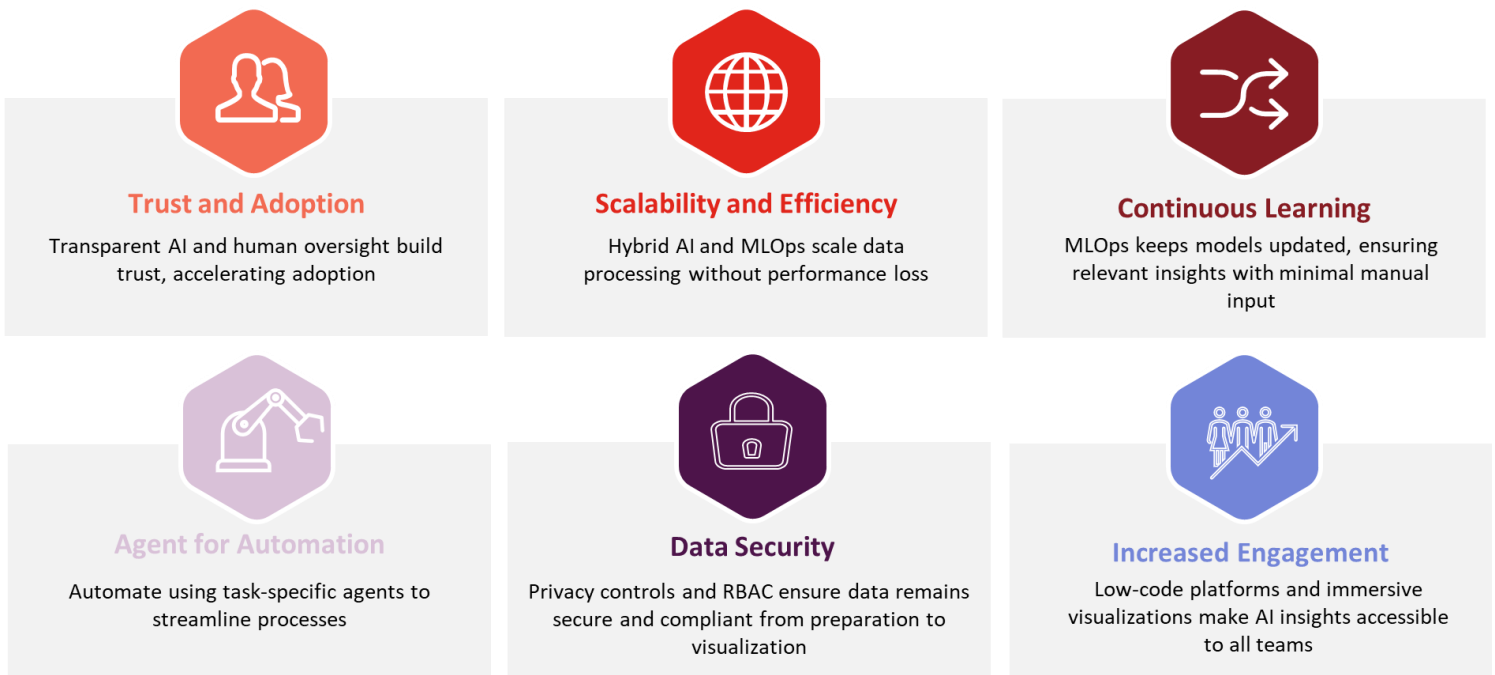 Trust and Adoption
Transparent AI and human oversight build
trust, accelerating adoption
Scalability and Efficiency
Hybrid AI and MLOps scale data
processing without performance loss
Continuous Learning
MLOps keeps models updated, ensuring
relevant insights with minimal manual
input
Agent for Automation
Automate using task-specific agents to
streamline processes
Data Security
Privacy controls and RBAC ensure data remains
secure and compliant from preparation to
visualization
Increased Engagement
Low-code platforms and immersive
visualizations make AI insights accessible
to all teams